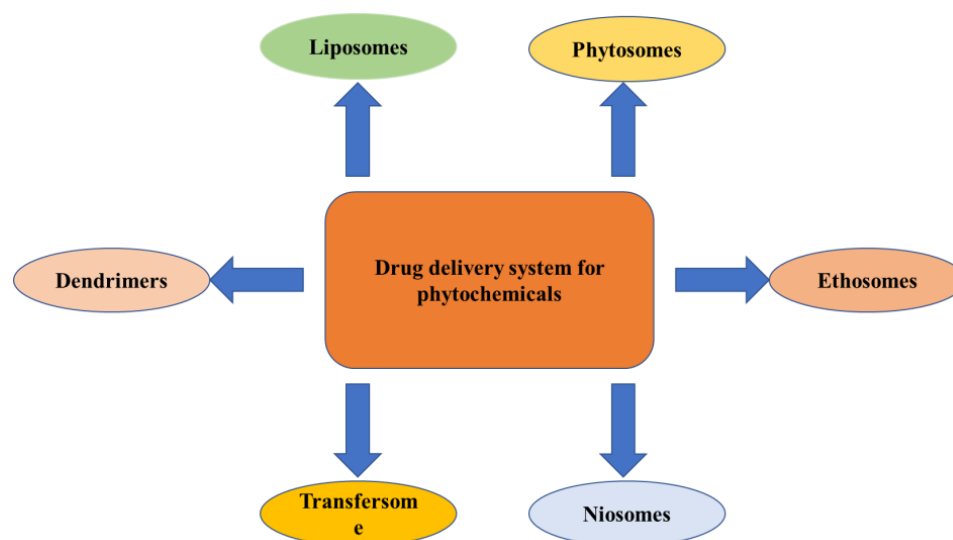 Liposomes
Phytosomes
Drug delivery system for
phytochemicals
Dendrimers
Ethosomes
Transfersom
e
Niosomes